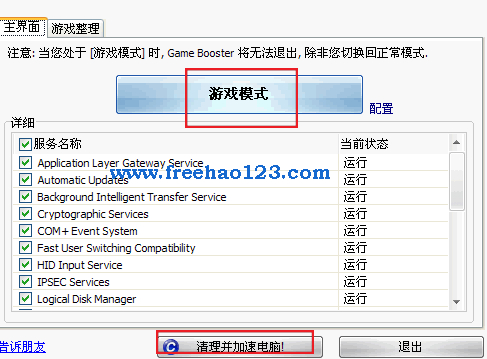 主界面 游戏整理
注意: 当您处于 [游戏模式] 时, Game Booster 将无法退出, 除非您切换回正常模式.
游戏模式
配置
详细
服务名称 当前状态
Application Layer Gateway Service 运行
Automatic Updates 运行
www.freehao123.com
Background Intelligent Transfer Service 运行
Cryptographic Services 运行
COM+ Event System 运行
Fast User Switching Compatibility 运行
HID Input Service 运行
IPSEC Services 运行
Logical Disk Manager 运行
告诉朋友 清理并加速电脑! 退出